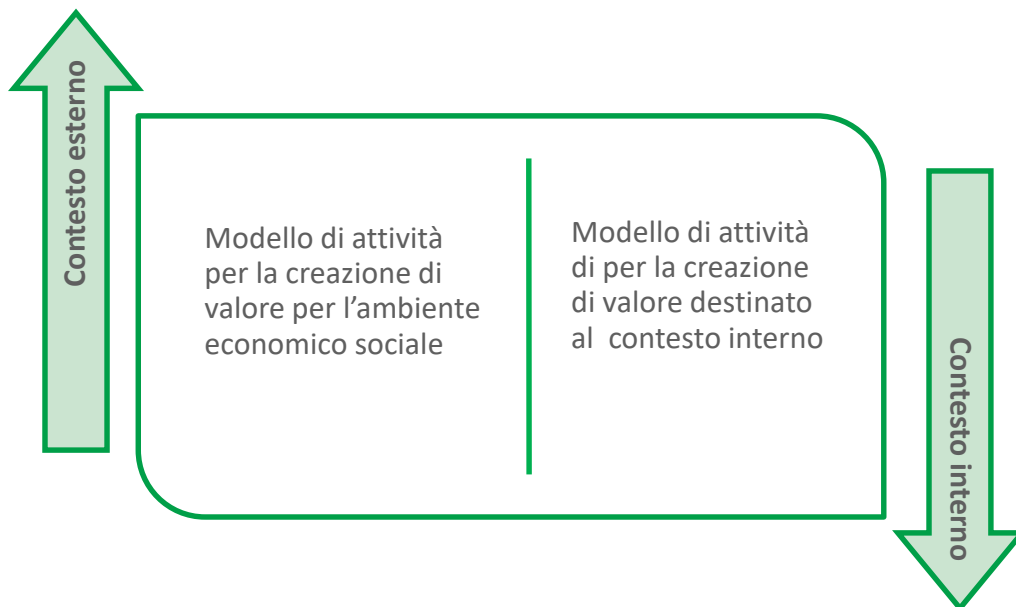 Contesto esterno
Modello di attività
per la creazione di
valore per l’ambiente
economico sociale
Modello di attività
di per la creazione
di valore destinato
al contesto interno
Contesto interno